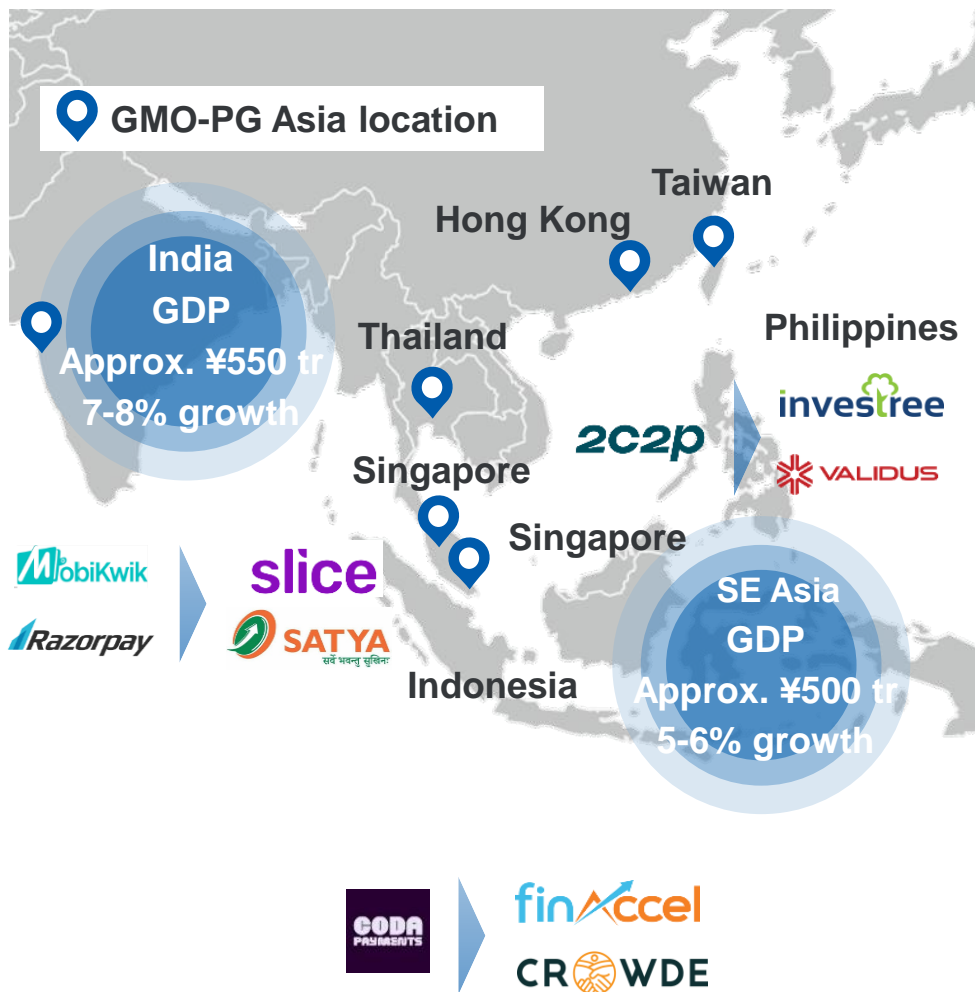 GMO-PG Asia location
Taiwan
Hong Kong
India
GDP
Approx. ¥550 tr
7-8% growth
Thailand
Philippines
investree
2c2p
VALIDUS
Singapore
Singapore
MobiKwik
slice
Razorpay
SATYA
सर्वे भवन्तु सुखिनः
SE Asia
GDP
Approx. ¥500 tr
5-6% growth
Indonesia
CODA
PAYMENTS
finAccel
CROWDE